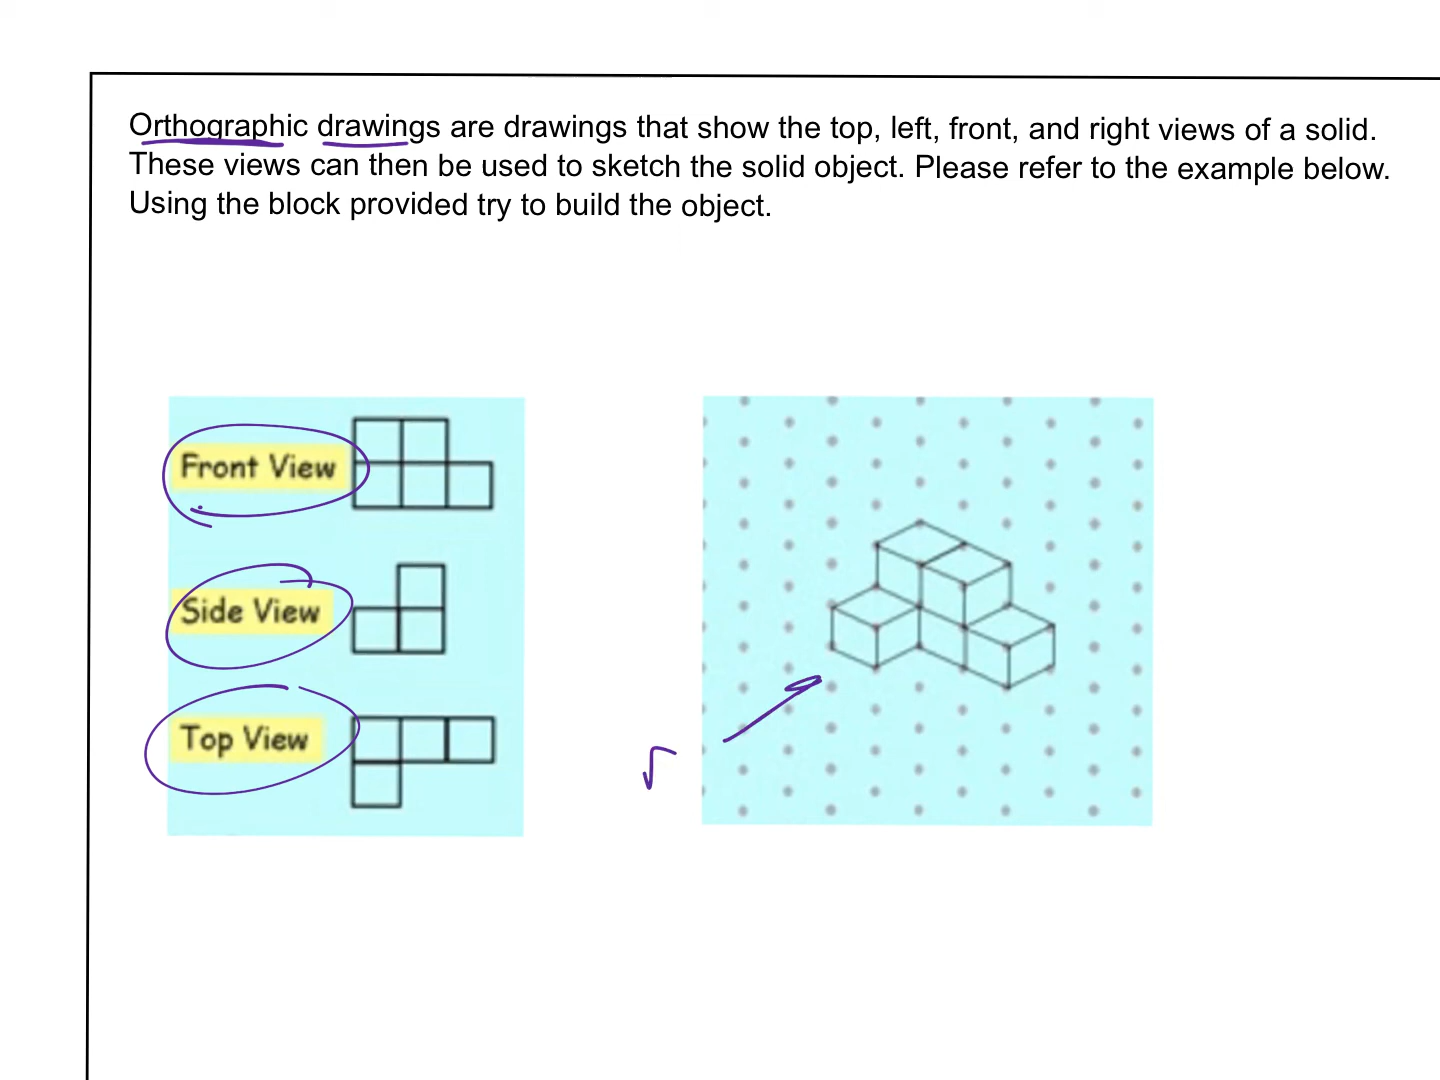 Orthographic drawings are drawings that show the top, left, front, and right views of a solid.
These views can then be used to sketch the solid object. Please refer to the example below.
Using the block provided try to build the object.
Front View
Side View
Top View